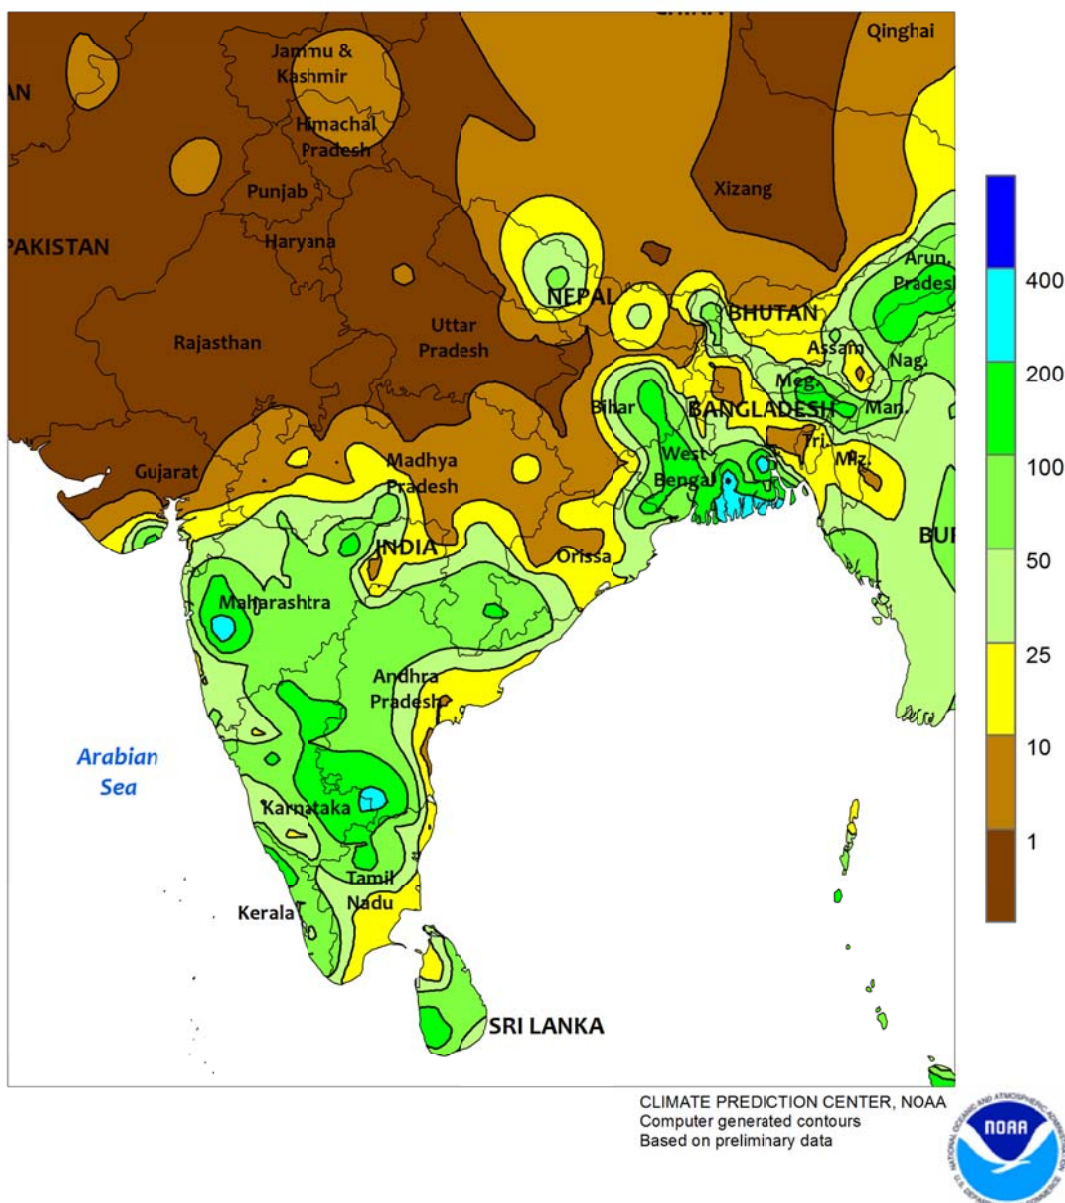 CHINA
Qinghai
Jammu &
Kashmir
AN
Himachal
Pradesh
Punjab
Xizang
Haryana
PAKISTAN
Arun.
Pradesh
NEPAL
BHUTAN
Rajasthan
Uttar
Pradesh
Assam
Nag.
Meg.
Bihar
BANGLADESH
Man.
Tri.
West
Bengal
Miz.
Gujarat
Madhya
Pradesh
INDIA
Orissa
BUR
Maharashtra
Andhra
Pradesh
Arabian
Sea
Karnataka
Tamil
Nadu
Kerala
SRI LANKA
400
200
100
50
25
10
1
CLIMATE PREDICTION CENTER, NOAA
Computer generated contours
Based on preliminary data
NOAA